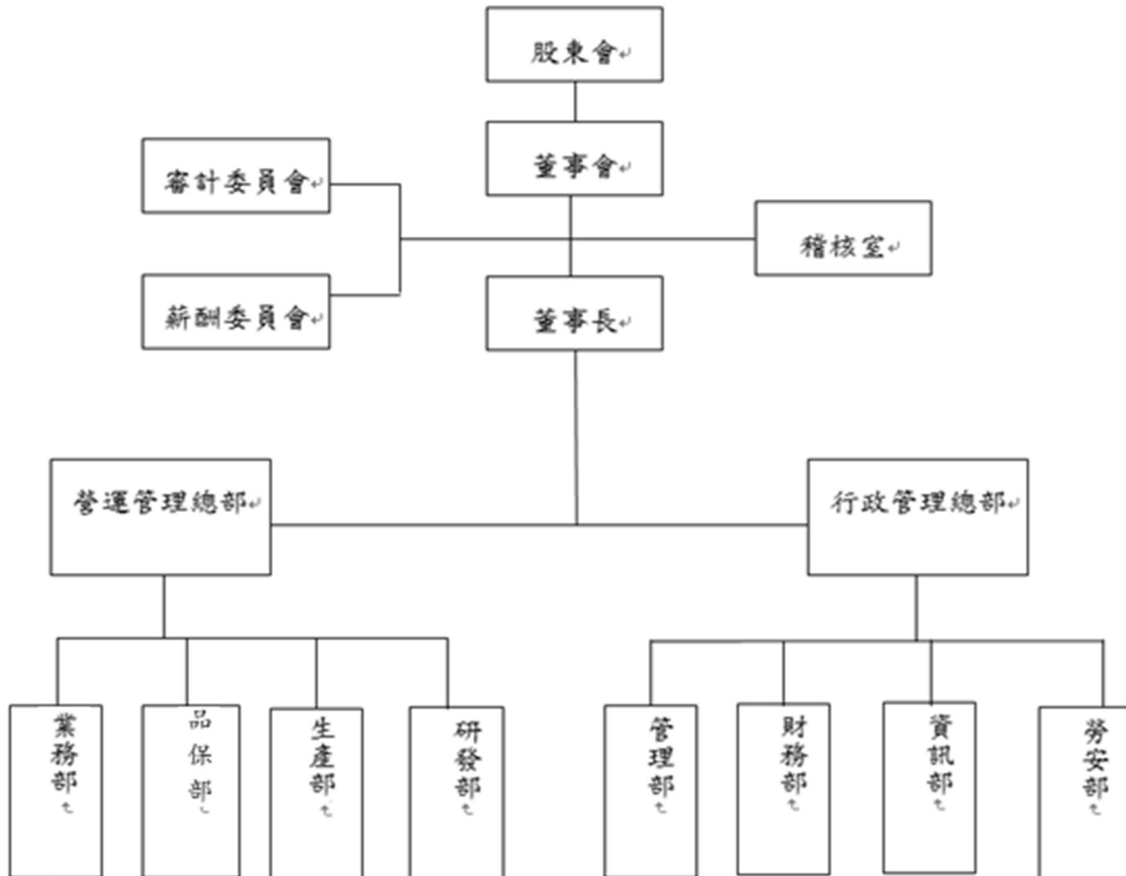 股東會
董事會
審計委員會
稽核室
薪酬委員會
董事長
營運管理總部
行政管理總部
業務部
品保部
生產部
研發部
管理部
財務部
資訊部
勞安部